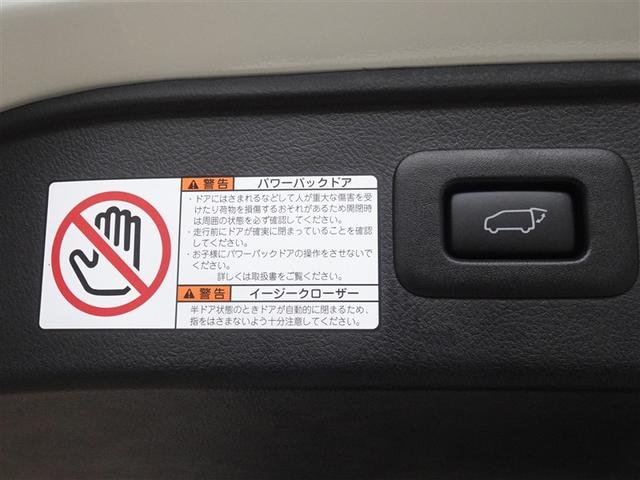 警告 パワーバックドア
・ドアにはさまれるなどして人が重大な傷害を受
けたり荷物を損傷するおそれがあるため開閉時
は周囲の状態を必ず確認してください。
・走行前にドアが確実に閉まっていることを確認
してください。
・お子様にパワーバックドアの操作をさせないで
ください。
詳しくは取扱書をご覧ください。
警告 イージークローザー
半ドア状態のときドアが自動的に閉まるため、
指をはさまないよう十分注意してください。